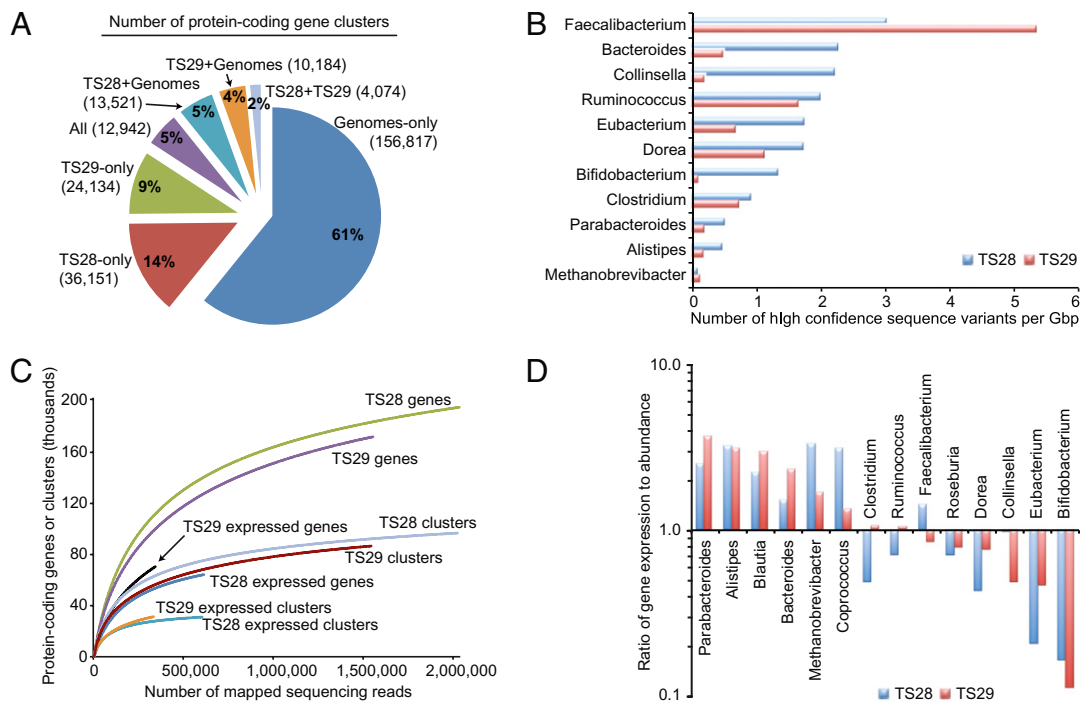 A
Number of protein-coding gene clusters
TS29+Genomes (10,184)
TS28+Genomes
(13,521)
TS28+TS29 (4,074)
Genomes-only
(156,817)
All (12,942)
TS29-only
(24,134)
TS28-only
(36,151)
4%
2%
5%
5%
9%
14%
61%
B
Faecalibacterium
Bacteroides
Collinsella
Ruminococcus
Eubacterium
Dorea
Bifidobacterium
Clostridium
Parabacteroides
Alistipes
Methanobrevibacter
TS28 TS29
0 1 2 3 4 5 6
Number of high confidence sequence variants per Gbp
C
Protein-coding genes or clusters (thousands)
200
160
120
80
40
0
TS28 genes
TS29 genes
TS29 expressed genes
TS28 clusters
TS29 clusters
TS28 expressed genes
TS29 expressed clusters
TS28 expressed clusters
0 500,000 1,000,000 1,500,000 2,000,000
Number of mapped sequencing reads
D
Ratio of gene expression to abundance
10.0
1.0
0.1
Parabacteroides
Alistipes
Blautia
Bacteroides
Methanobrevibacter
Coprococcus
Clostridium
Ruminococcus
Faecalibacterium
Roseburia
Dorea
Collinsella
Eubacterium
Bifidobacterium
TS28 TS29